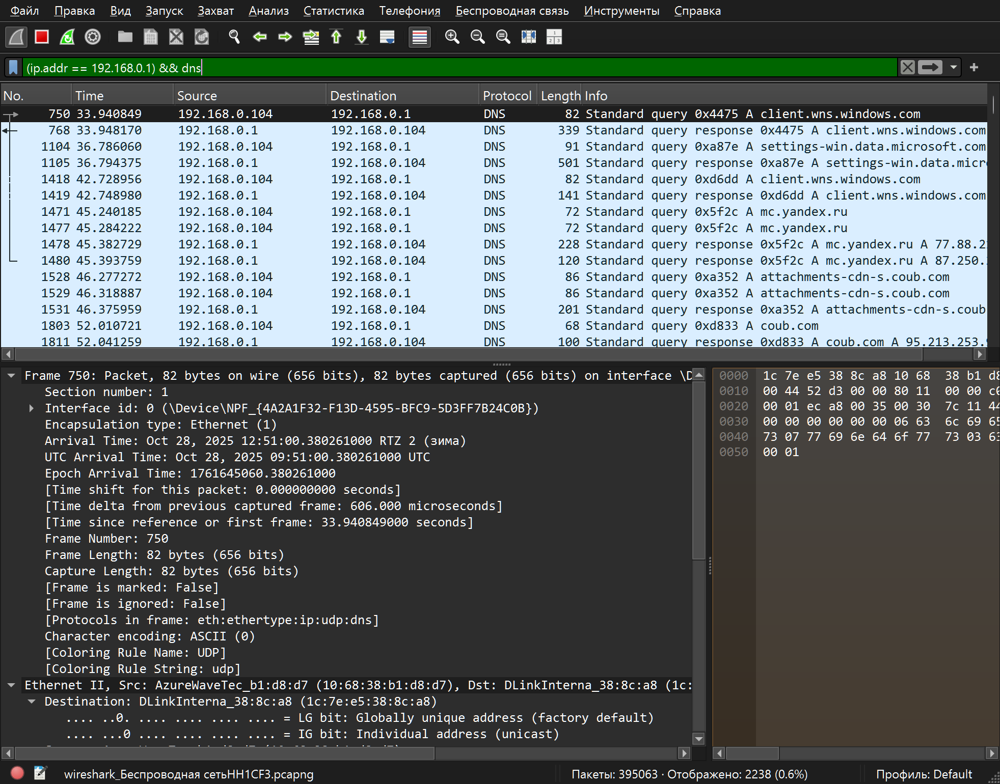 Файл Правка Вид Запуск Захват Анализ Статистика Телефония Беспроводная связь Инструменты Справка
(ip.addr == 192.168.0.1) && dns
No. Time Source Destination Protocol Length Info
750 33.940849 192.168.0.104 192.168.0.1 DNS 82 Standard query 0x4475 A client.wns.windows.com
768 33.948170 192.168.0.1 192.168.0.104 DNS 339 Standard query response 0x4475 A client.wns.windows.com
1104 36.786060 192.168.0.104 192.168.0.1 DNS 91 Standard query 0xa87e A settings-win.data.microsoft.com
1105 36.794375 192.168.0.1 192.168.0.104 DNS 501 Standard query response 0xa87e A settings-win.data.micr
1418 42.728956 192.168.0.104 192.168.0.1 DNS 82 Standard query 0xd6dd A client.wns.windows.com
1419 42.748980 192.168.0.1 192.168.0.104 DNS 141 Standard query response 0xd6dd A client.wns.windows.com
1471 45.240185 192.168.0.104 192.168.0.1 DNS 72 Standard query 0x5f2c A mc.yandex.ru
1477 45.284222 192.168.0.104 192.168.0.1 DNS 72 Standard query 0x5f2c A mc.yandex.ru
1478 45.382729 192.168.0.1 192.168.0.104 DNS 228 Standard query response 0x5f2c A mc.yandex.ru A 77.88.2
1480 45.393759 192.168.0.1 192.168.0.104 DNS 120 Standard query response 0x5f2c A mc.yandex.ru A 87.250.
1528 46.277272 192.168.0.104 192.168.0.1 DNS 86 Standard query 0xa352 A attachments-cdn-s.coub.com
1529 46.318887 192.168.0.104 192.168.0.1 DNS 86 Standard query 0xa352 A attachments-cdn-s.coub.com
1531 46.375959 192.168.0.1 192.168.0.104 DNS 201 Standard query response 0xa352 A attachments-cdn-s.coub
1803 52.010721 192.168.0.104 192.168.0.1 DNS 68 Standard query 0xd833 A coub.com
1811 52.041259 192.168.0.1 192.168.0.104 DNS 100 Standard query response 0xd833 A coub.com A 95.213.253.
Frame 750: Packet, 82 bytes on wire (656 bits), 82 bytes captured (656 bits) on interface \D
Section number: 1
Interface id: 0 (\Device\NPF_{4A2A1F32-F13D-4595-BFC9-5D3FF7B24C0B})
Encapsulation type: Ethernet (1)
Arrival Time: Oct 28, 2025 12:51:00.380261000 RTZ 2 (зима)
UTC Arrival Time: Oct 28, 2025 09:51:00.380261000 UTC
Epoch Arrival Time: 1761645060.380261000
[Time shift for this packet: 0.000000000 seconds]
[Time delta from previous captured frame: 606.000 microseconds]
[Time since reference or first frame: 33.940849000 seconds]
Frame Number: 750
Frame Length: 82 bytes (656 bits)
Capture Length: 82 bytes (656 bits)
[Frame is marked: False]
[Frame is ignored: False]
[Protocols in frame: eth:ethertype:ip:udp:dns]
Character encoding: ASCII (0)
[Coloring Rule Name: UDP]
[Coloring Rule String: udp]
Ethernet II, Src: AzureWaveTec_b1:d8:d7 (10:68:38:b1:d8:d7), Dst: DLinkInterna_38:8c:a8 (1c:
Destination: DLinkInterna_38:8c:a8 (1c:7e:e5:38:8c:a8)
.... ..0. .... .... .... .... = LG bit: Globally unique address (factory default)
.... ...0 .... .... .... .... = IG bit: Individual address (unicast)
0000 1c 7e e5 38 8c a8 10 68 38 b1 d8
0010 00 44 52 d3 00 00 80 11 00 00 c0
0020 00 01 ec a8 00 35 00 30 7c 11 44
0030 00 00 00 00 00 00 06 63 6c 69 65
0040 73 07 77 69 6e 64 6f 77 73 03 63
0050 00 01
wireshark_Беспроводная сетьHH1CF3.pcapng
Пакеты: 395063 · Отображено: 2238 (0.6%)
Профиль: Default